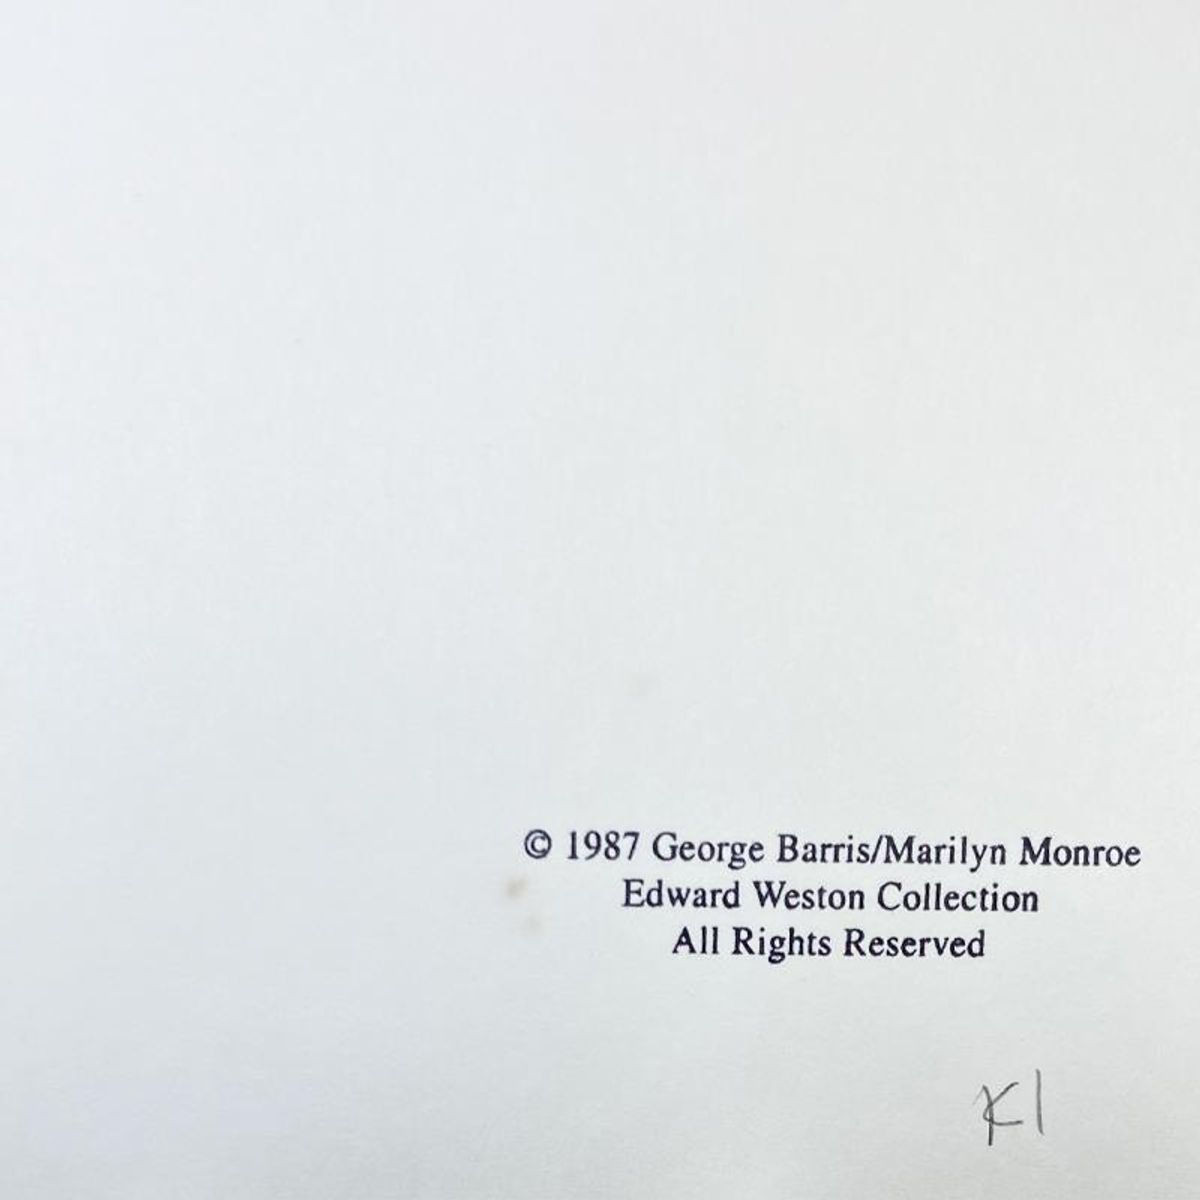 © 1987 George Barris/Marilyn Monroe
Edward Weston Collection
All Rights Reserved
K1